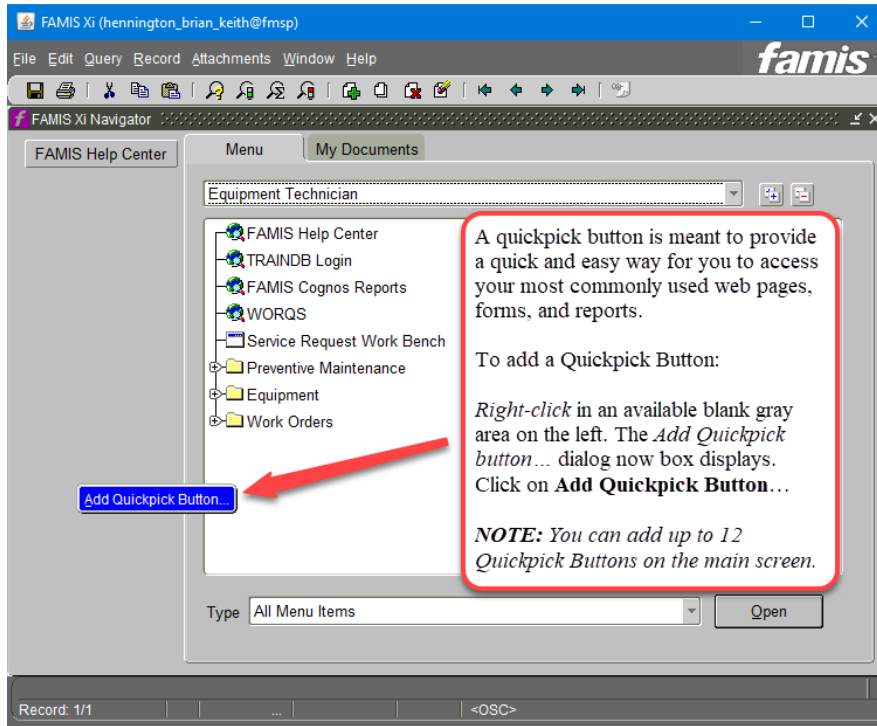 FAMIS Xi (hennington_brian_keith@fmsp)
File Edit Query Record Attachments Window Help
famis
FAMIS Xi Navigator
FAMIS Help Center
Menu
My Documents
Equipment Technician
FAMIS Help Center
TRAINDB Login
FAMIS Cognos Reports
WORQS
Service Request Work Bench
Preventive Maintenance
Equipment
Work Orders
A quickpick button is meant to provide
a quick and easy way for you to access
your most commonly used web pages,
forms, and reports.
To add a Quickpick Button:
Right-click in an available blank gray
area on the left. The Add Quickpick
button... dialog now box displays.
Click on Add Quickpick Button...
NOTE: You can add up to 12
Quickpick Buttons on the main screen.
Add Quickpick Button...
Type All Menu Items
Open
Record: 1/1
...
<OSC>